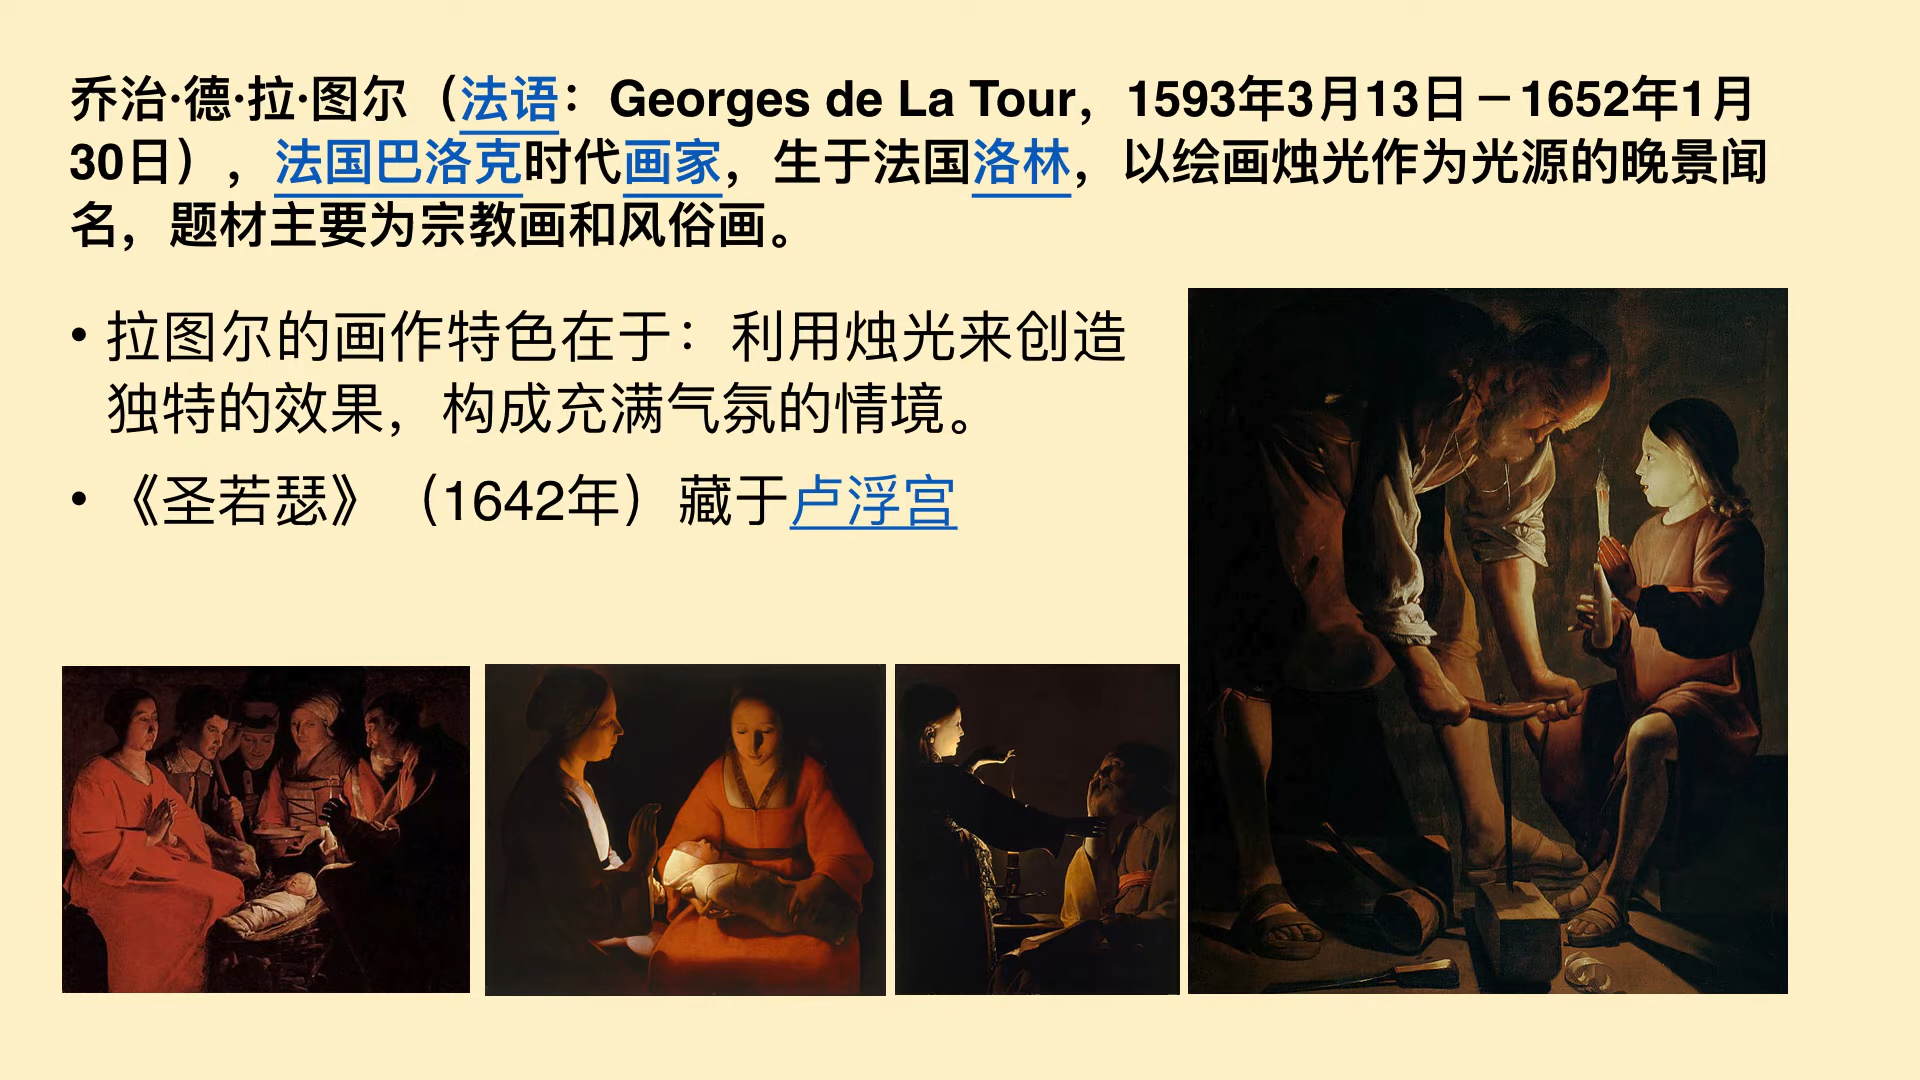 乔治·德·拉·图尔（法语：Georges de La Tour，1593年3月13日－1652年1月
30日），法国巴洛克时代画家，生于法国洛林，以绘画烛光作为光源的晚景闻
名，题材主要为宗教画和风俗画。
• 拉图尔的画作特色在于：利用烛光来创造
独特的效果，构成充满气氛的情境。
• 《圣若瑟》（1642年）藏于卢浮宫